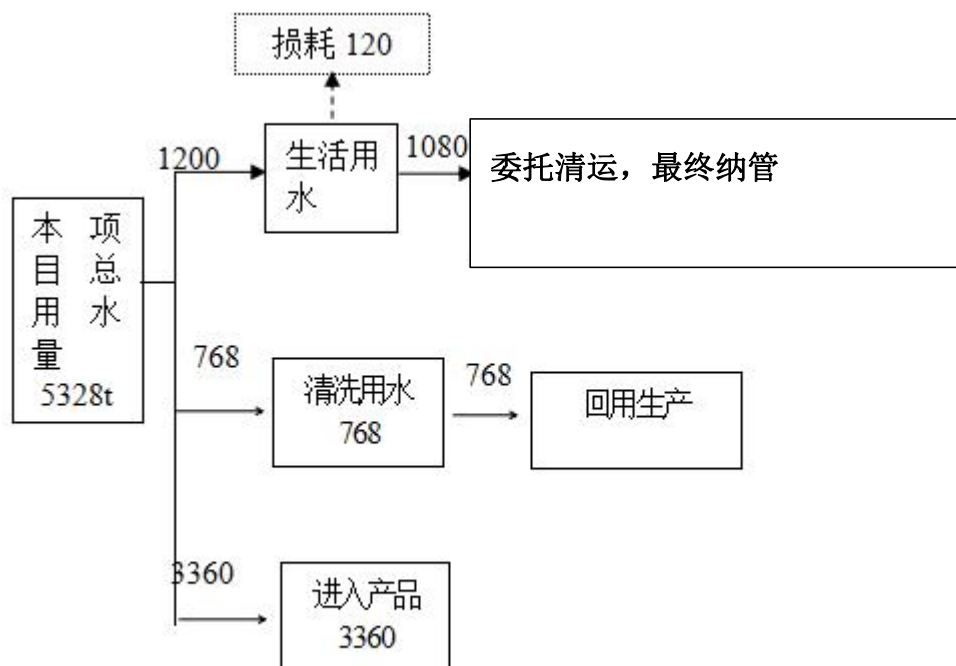 损耗 120
1200
生活用
水
1080
委托清运，最终纳管
本 项
目 总
用 水
量
5328t
768
清洗用水
768
768
回用生产
3360
进入产品
3360